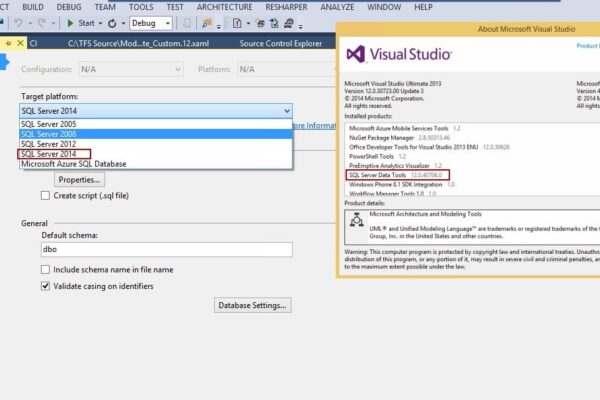 CT BUILD DEBUG TEAM TOOLS TEST ARCHITECTURE RESHARPER ANALYZE WINDOW HELP
Start Debug
CI C:\TFS Source\Mod...te_Custom.12.xaml Source Control Explorer
Configuration: N/A Platform: N/A
Target platform:
SQL Server 2014
SQL Server 2005
SQL Server 2008
SQL Server 2012
SQL Server 2014
Microsoft Azure SQL Database
ore Informat
Properties...
Create script (.sql file)
General
Default schema:
dbo
Include schema name in file name
Validate casing on identifiers
Database Settings...
About Microsoft Visual Studio
Visual Studio
Product
Microsoft Visual Studio Ultimate 2013
Version 12.0.30723.00 Update 3
© 2014 Microsoft Corporation.
All rights reserved.
Microsoft
Version 4
© 2014 M
All rights
Installed products:
Microsoft Azure Mobile Services Tools 1.2
NuGet Package Manager 2.8.50313.46
Office Developer Tools for Visual Studio 2013 ENU 12.0.30626
PowerShell Tools 1.2
PreEmptive Analytics Visualizer 1.2
SQL Server Data Tools 12.0.40706.0
Windows Phone 8.1 SDK Integration 1.0
Workflow Manager Tools 1.0
Product details:
Microsoft Architecture and Modeling Tools
UML® and Unified Modeling Language™ are trademarks or registered trademarks of the
Group, Inc. in the United States and other countries.
Warning: This computer program is protected by copyright law and international treaties. Unautho
distribution of this program, or any portion of it, may result in severe civil and criminal penalties, an
to the maximum extent possible under the law.